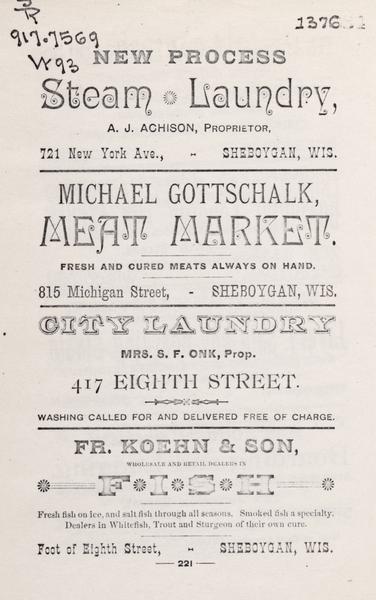 S
R
917.7569
W93
1376
NEW PROCESS
Steam Laundry,
A. J. ACHISON, PROPRIETOR,
721 New York Ave., - SHEBOYGAN, WIS.
MICHAEL GOTTSCHALK,
MEAT MARKET.
FRESH AND CURED MEATS ALWAYS ON HAND.
815 Michigan Street, - SHEBOYGAN, WIS.
CITY LAUNDRY
MRS. S. F. ONK, Prop.
417 EIGHTH STREET.
WASHING CALLED FOR AND DELIVERED FREE OF CHARGE.
FR. KOEHN & SON,
WHOLESALE AND RETAIL DEALERS IN
F·I·S·H
Fresh fish on Ice, and salt fish through all seasons. Smoked fish a specialty.
Dealers in Whitefish, Trout and Sturgeon of their own cure.
Foot of Eighth Street, - SHEBOYGAN, WIS.
221